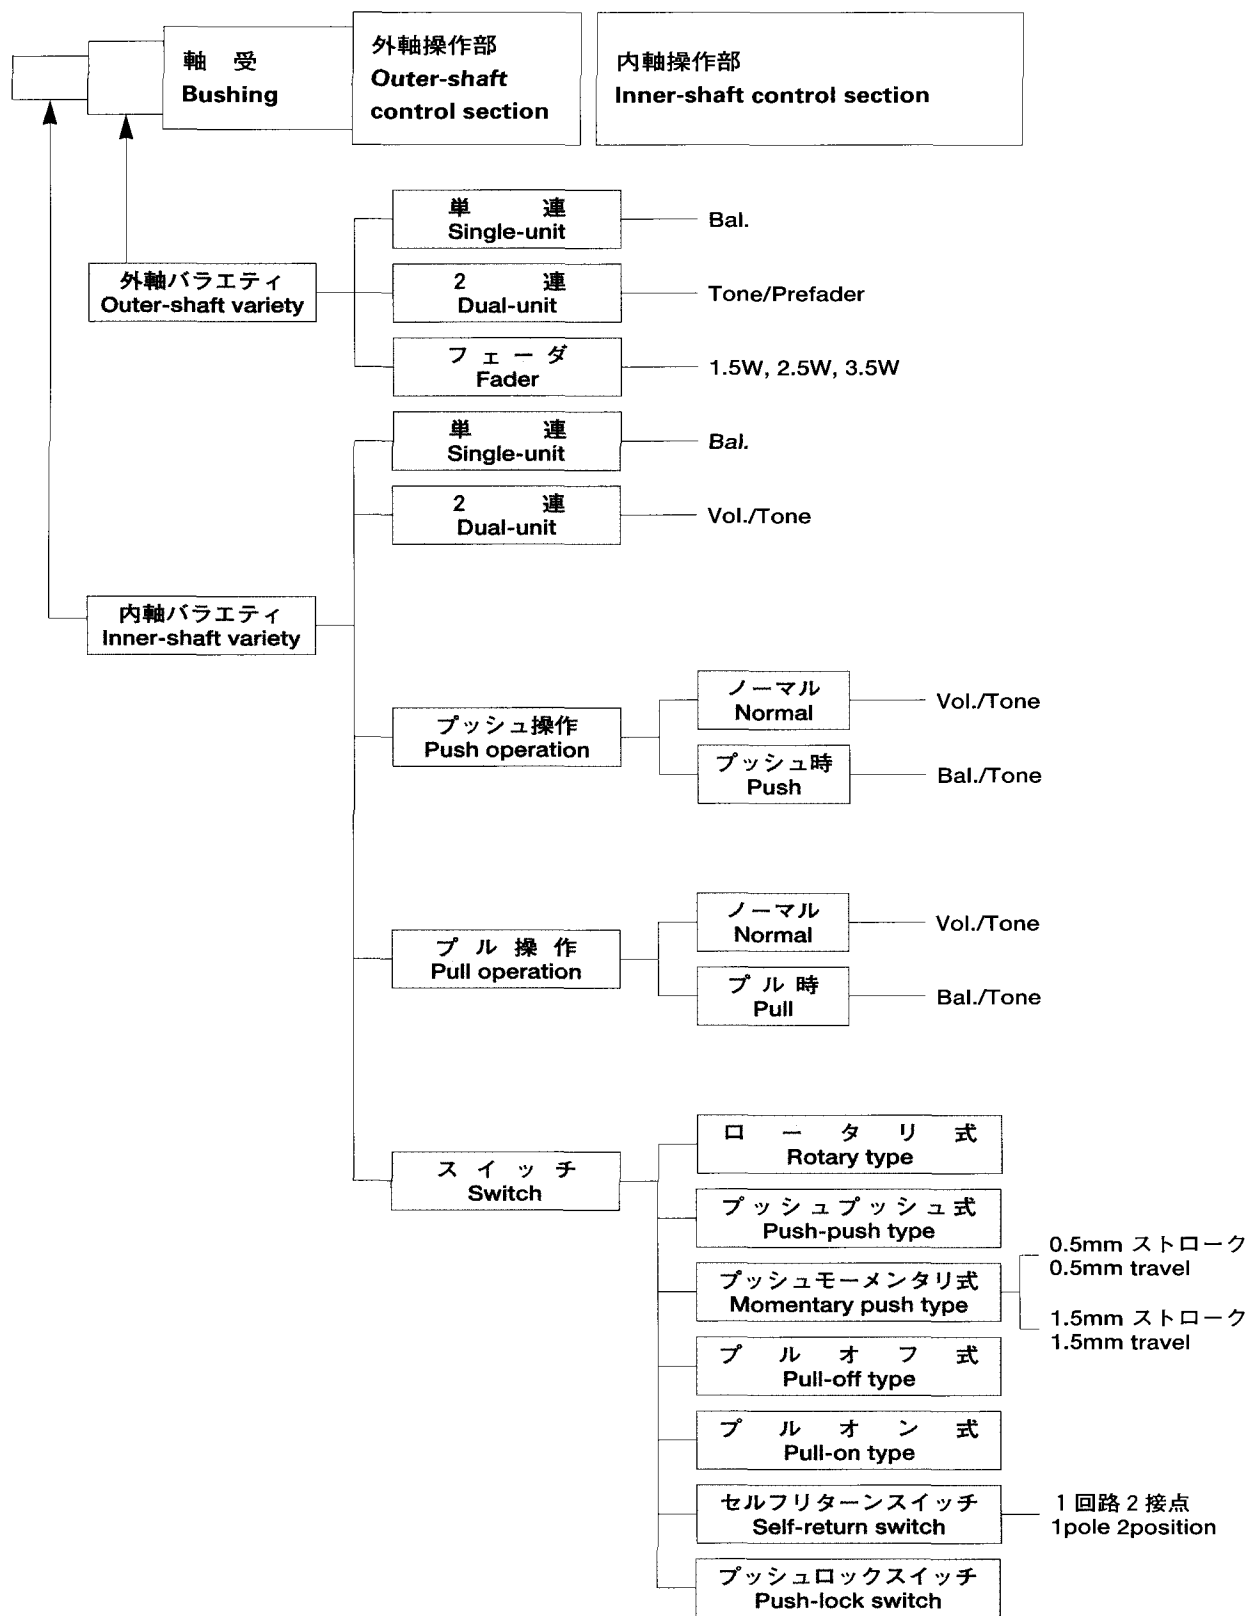 軸受
Bushing
外軸操作部
Outer-shaft
control section
内軸操作部
Inner-shaft control section
単連
Single-unit
Bal.
外軸バラエティ
Outer-shaft variety
2連
Dual-unit
Tone/Prefader
フェーダ
Fader
1.5W, 2.5W, 3.5W
単連
Single-unit
Bal.
2連
Dual-unit
Vol./Tone
内軸バラエティ
Inner-shaft variety
プッシュ操作
Push operation
ノーマル
Normal
Vol./Tone
プッシュ時
Push
Bal./Tone
プル操作
Pull operation
ノーマル
Normal
Vol./Tone
プル時
Pull
Bal./Tone
スイッチ
Switch
ロータリ式
Rotary type
プッシュプッシュ式
Push-push type
プッシュモーメンタリ式
Momentary push type
0.5mm ストローク
0.5mm travel
1.5mm ストローク
1.5mm travel
プルオフ式
Pull-off type
プルオン式
Pull-on type
セルフリターンスイッチ
Self-return switch
1回路2接点
1pole 2position
プッシュロックスイッチ
Push-lock switch